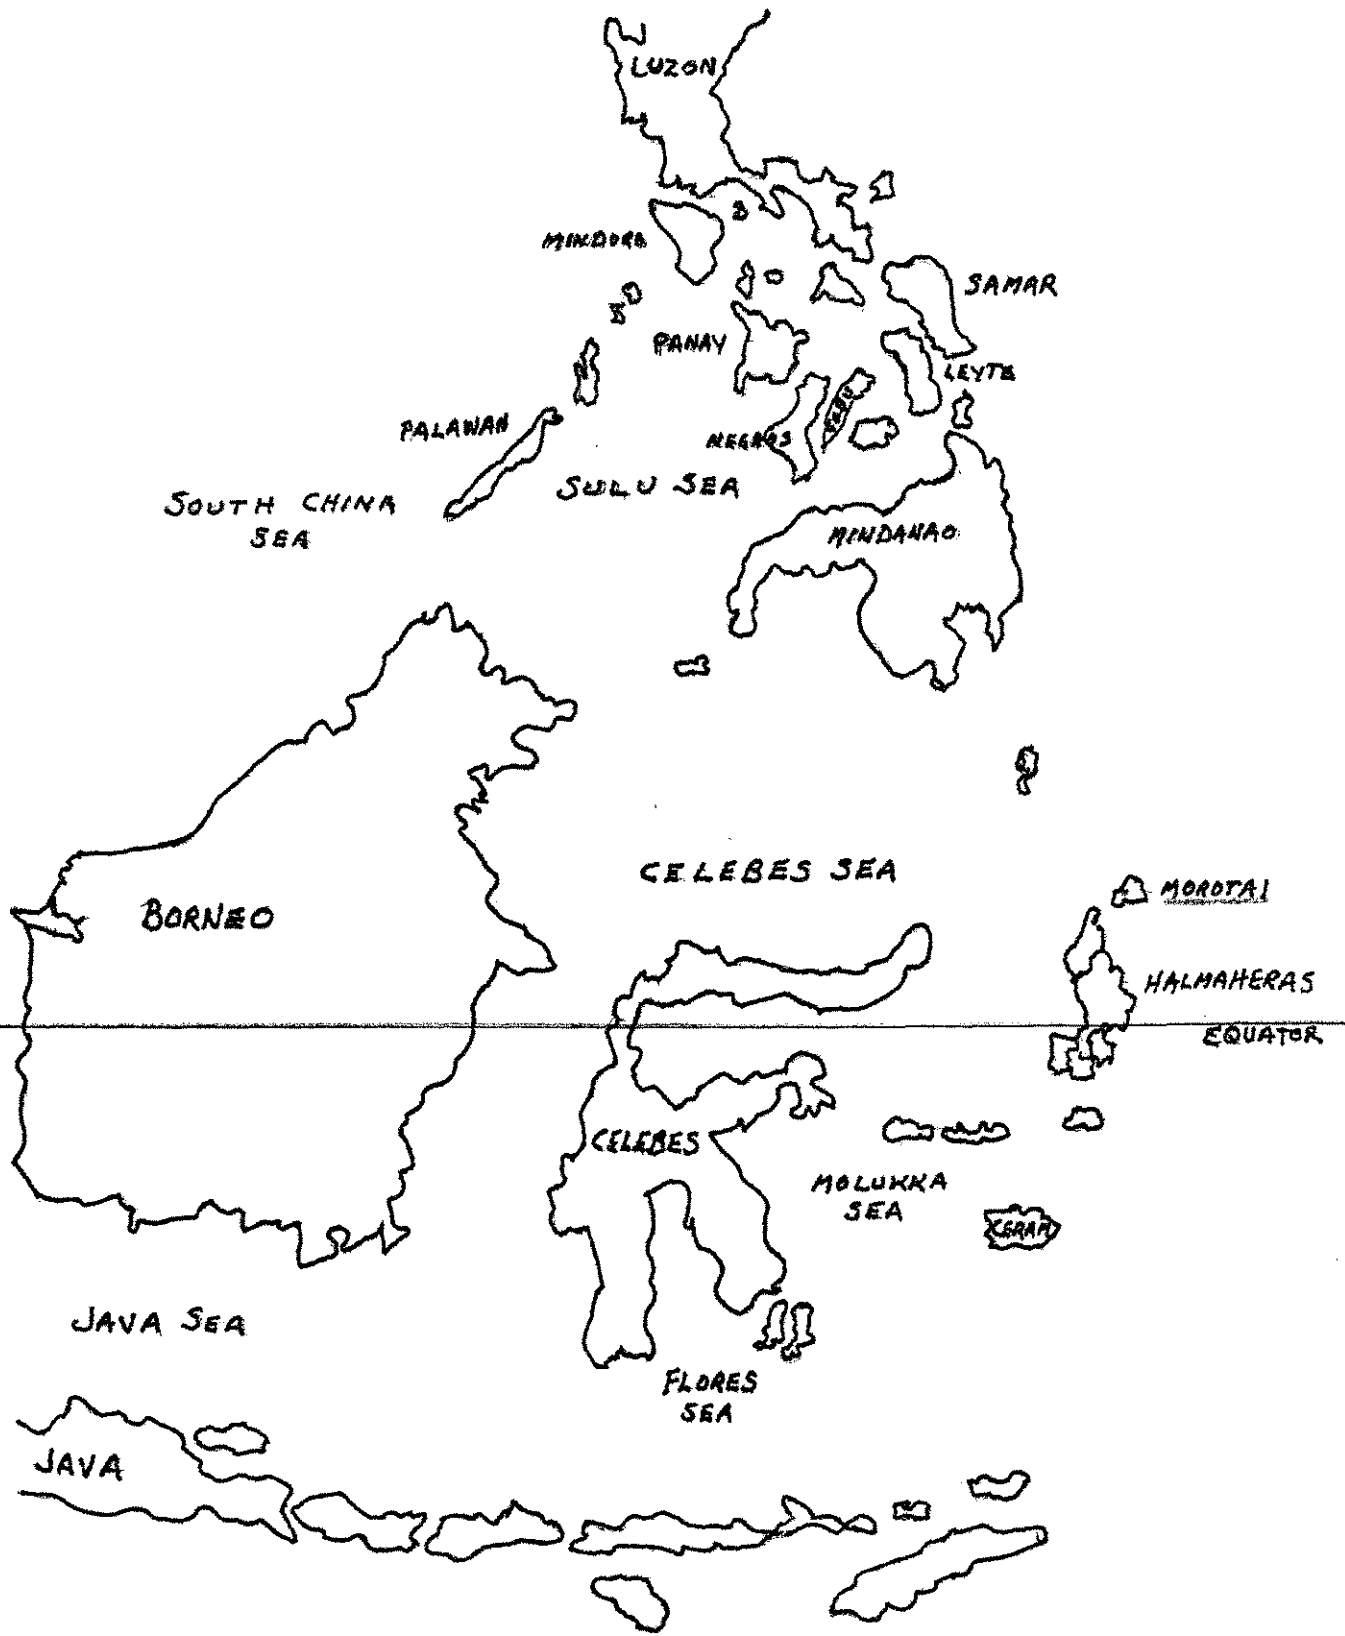 LUZON
MINDORO
SAMAR
PANAY
LEYTE
PALAWAN
CEBU
NEGROS
SULU SEA
SOUTH CHINA
SEA
MINDANAO
CELEBES SEA
MOROTAI
BORNEO
HALMAHERAS
EQUATOR
CELEBES
MOLUKKA
SEA
CERAM
JAVA SEA
FLORES
SEA
JAVA